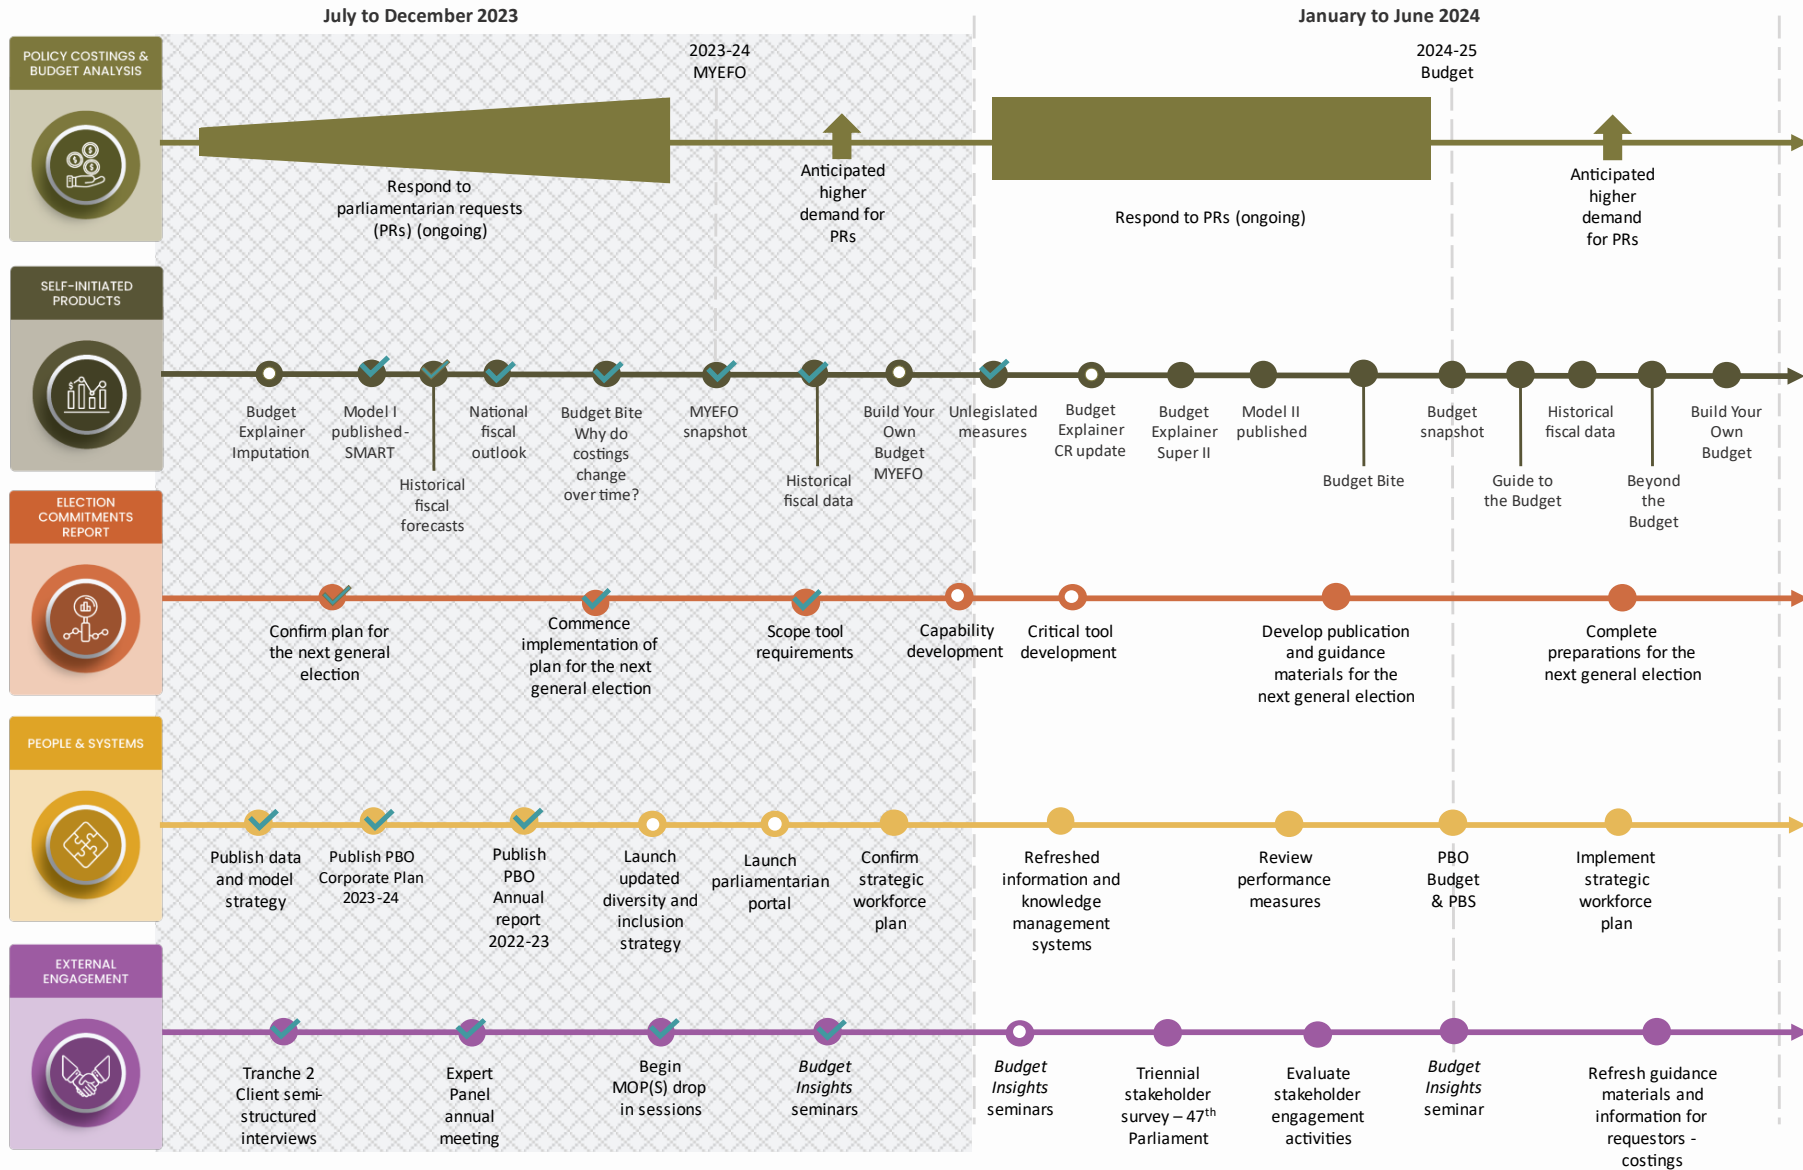 July to December 2023
January to June 2024
POLICY COSTINGS &
BUDGET ANALYSIS
2023-24
MYEFO
2024-25
Budget
Respond to
parliamentarian requests
(PRs) (ongoing)
Anticipated
higher
demand for
PRs
Respond to PRs (ongoing)
Anticipated
higher
demand
for PRs
SELF-INITIATED
PRODUCTS
Budget
Explainer
Imputation
Model I
published-
SMART
Historical
fiscal
forecasts
National
fiscal
outlook
Budget Bite
Why do
costings
change
over time?
MYEFO
snapshot
Historical
fiscal data
Build Your
Own
Budget
MYEFO
Unlegislated
measures
Budget
Explainer
CR update
Budget
Explainer
Super II
Model II
published
Budget Bite
Budget
snapshot
Guide to
the Budget
Historical
fiscal data
Beyond
the
Budget
Build Your
Own
Budget
ELECTION
COMMITMENTS
REPORT
Confirm plan for
the next general
election
Commence
implementation of
plan for the next
general election
Scope tool
requirements
Capability
development
Critical tool
development
Develop publication
and guidance
materials for the
next general election
Complete
preparations for the
next general election
PEOPLE & SYSTEMS
Publish data
and model
strategy
Publish PBO
Corporate Plan
2023-24
Publish
PBO
Annual
report
2022-23
Launch
updated
diversity and
inclusion
strategy
Launch
parliamentarian
portal
Confirm
strategic
workforce
plan
Refreshed
information and
knowledge
management
systems
Review
performance
measures
PBO
Budget
& PBS
Implement
strategic
workforce
plan
EXTERNAL
ENGAGEMENT
Tranche 2
Client semi-
structured
interviews
Expert
Panel
annual
meeting
Begin
MOP(S) drop
in sessions
Budget
Insights
seminars
Budget
Insights
seminars
Triennial
stakeholder
survey – 47th
Parliament
Evaluate
stakeholder
engagement
activities
Budget
Insights
seminar
Refresh guidance
materials and
information for
requestors -
costings